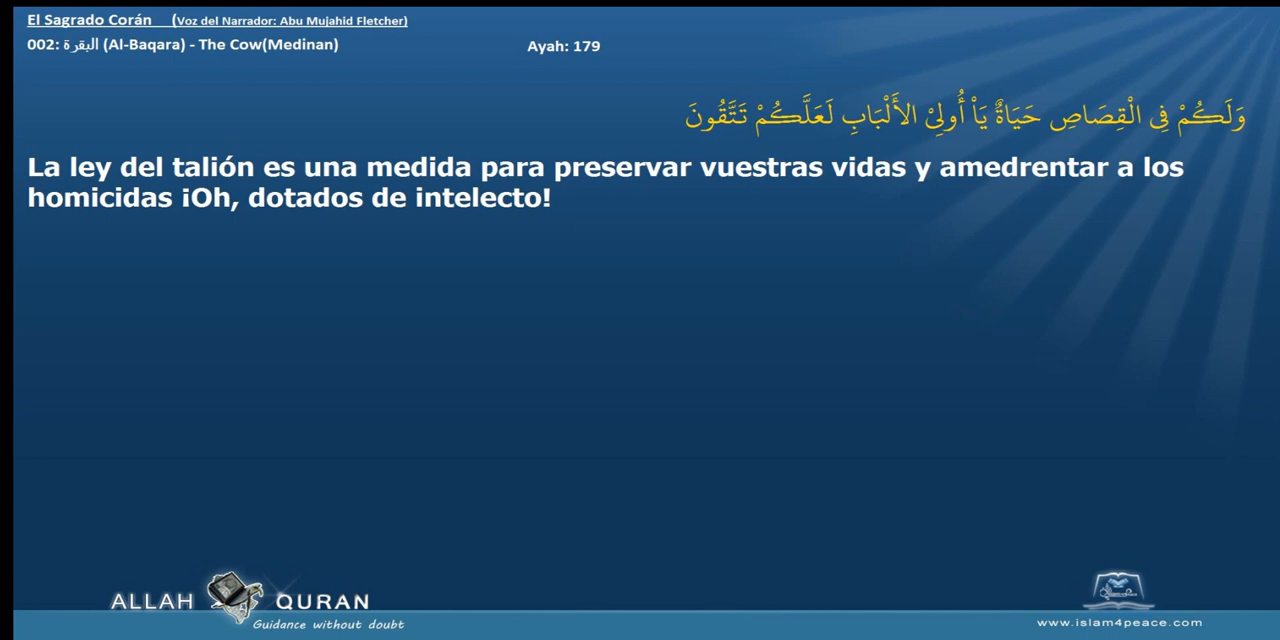 El Sagrado Corán (Voz del Narrador: Abu Mujahid Fletcher)
002: البقرة (Al-Baqara) - The Cow(Medinan) Ayah: 179
وَلَكُمْ فِي الْقِصَاصِ حَيَاةٌ يَاْ أُولِيْ الأَلْبَابِ لَعَلَّكُمْ تَتَّقُونَ
La ley del talión es una medida para preservar vuestras vidas y amedrentar a los
homicidas ¡Oh, dotados de intelecto!
ALLAH QURAN
Guidance without doubt
www.islam4peace.com